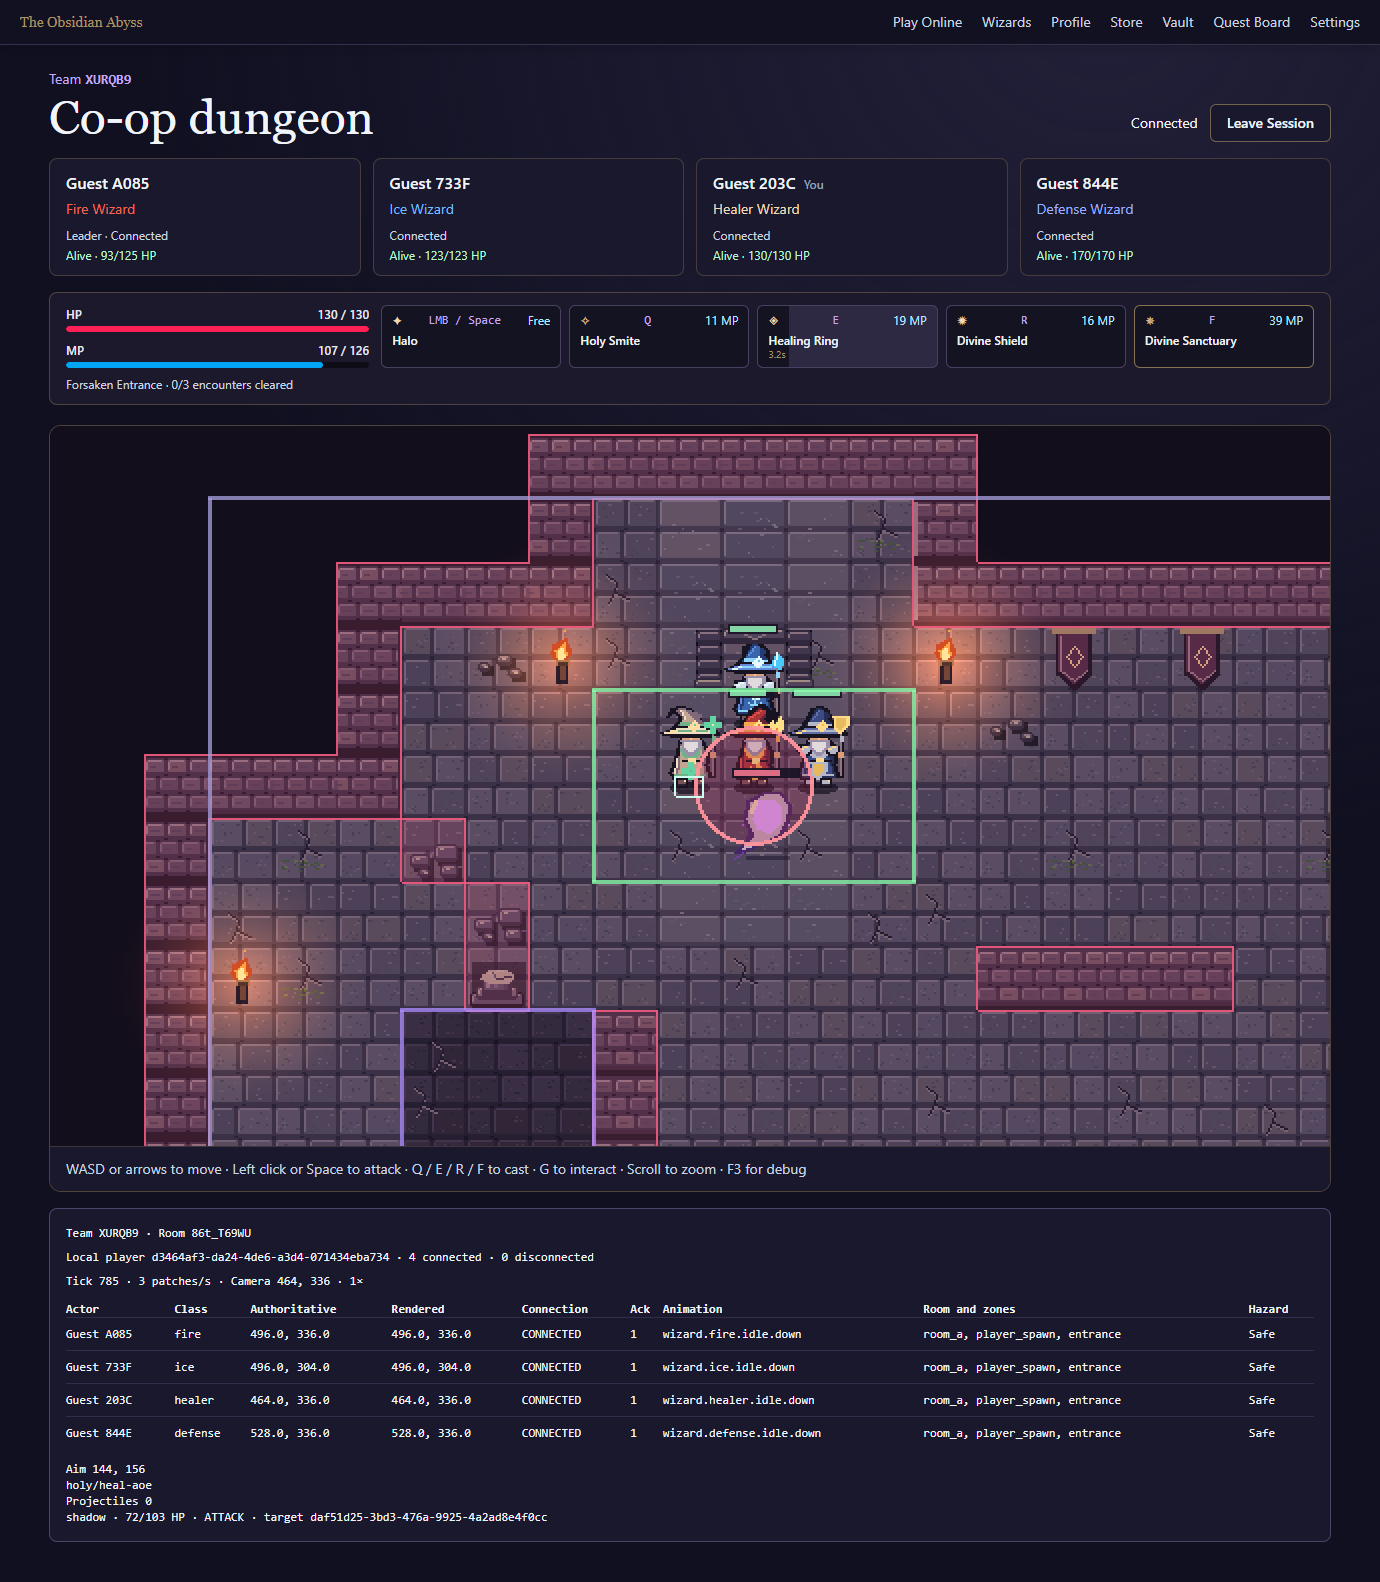 The Obsidian Abyss Play Online Wizards Profile Store Vault Quest Board Settings
Team XURQB9
Co-op dungeon
Connected Leave Session
Guest A085
Fire Wizard
Leader · Connected
Alive · 93/125 HP
Guest 733F
Ice Wizard
Connected
Alive · 123/123 HP
Guest 203C You
Healer Wizard
Connected
Alive · 130/130 HP
Guest 844E
Defense Wizard
Connected
Alive · 170/170 HP
HP 130 / 130
MP 107 / 126
Forsaken Entrance · 0/3 encounters cleared
LMB / Space Free
Halo
Q 11 MP
Holy Smite
E 19 MP
Healing Ring
3.2s
R 16 MP
Divine Shield
F 39 MP
Divine Sanctuary
WASD or arrows to move · Left click or Space to attack · Q / E / R / F to cast · G to interact · Scroll to zoom · F3 for debug
Team XURQB9 · Room 86t_T69WU
Local player d3464af3-da24-4de6-a3d4-071434eba734 · 4 connected · 0 disconnected
Tick 785 · 3 patches/s · Camera 464, 336 · 1×
Actor Class Authoritative Rendered Connection Ack Animation Room and zones Hazard
Guest A085 fire 496.0, 336.0 496.0, 336.0 CONNECTED 1 wizard.fire.idle.down room_a, player_spawn, entrance Safe
Guest 733F ice 496.0, 304.0 496.0, 304.0 CONNECTED 1 wizard.ice.idle.down room_a, player_spawn, entrance Safe
Guest 203C healer 464.0, 336.0 464.0, 336.0 CONNECTED 1 wizard.healer.idle.down room_a, player_spawn, entrance Safe
Guest 844E defense 528.0, 336.0 528.0, 336.0 CONNECTED 1 wizard.defense.idle.down room_a, player_spawn, entrance Safe
Aim 144, 156
holy/heal-aoe
Projectiles 0
shadow · 72/103 HP · ATTACK · target daf51d25-3bd3-476a-9925-4a2ad8e4f0cc